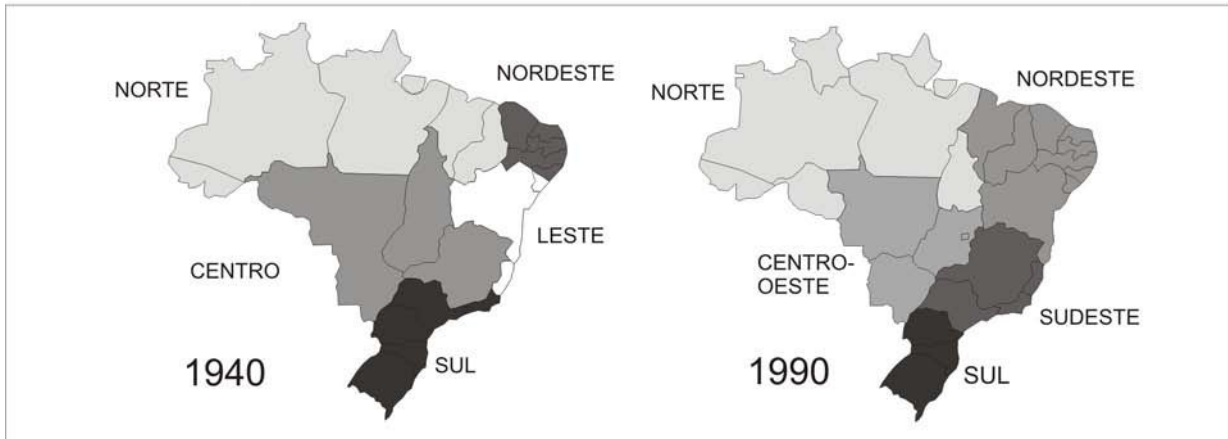 NORTE
NORDESTE
LESTE
CENTRO
SUL
1940
NORTE
NORDESTE
CENTRO-
OESTE
SUDESTE
SUL
1990